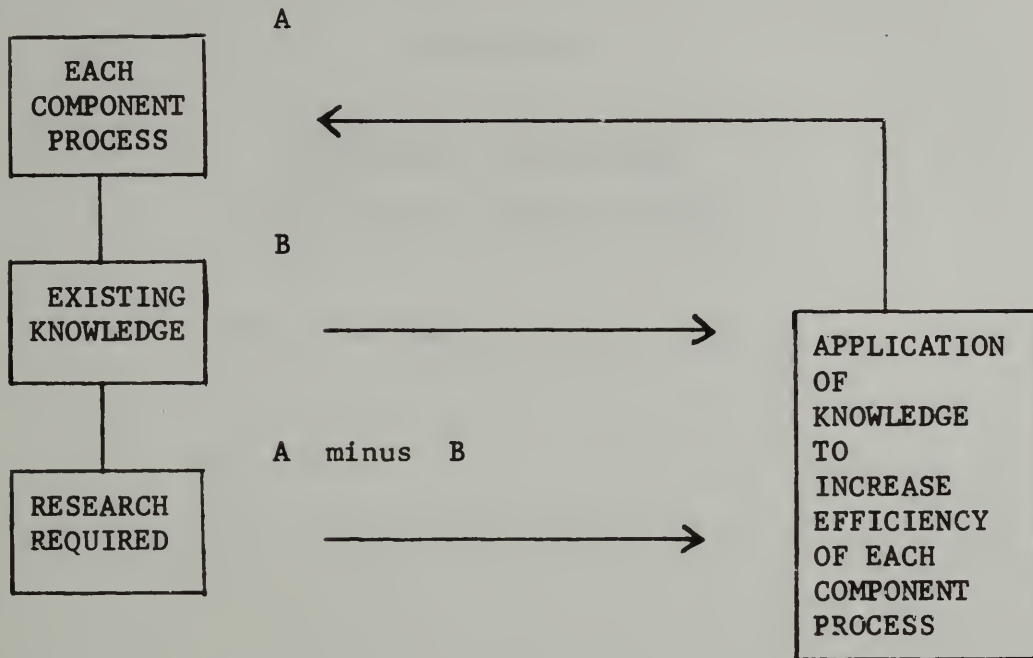 A
EACH
COMPONENT
PROCESS
B
EXISTING
KNOWLEDGE
A minus B
RESEARCH
REQUIRED
APPLICATION
OF
KNOWLEDGE
TO
INCREASE
EFFICIENCY
OF EACH
COMPONENT
PROCESS